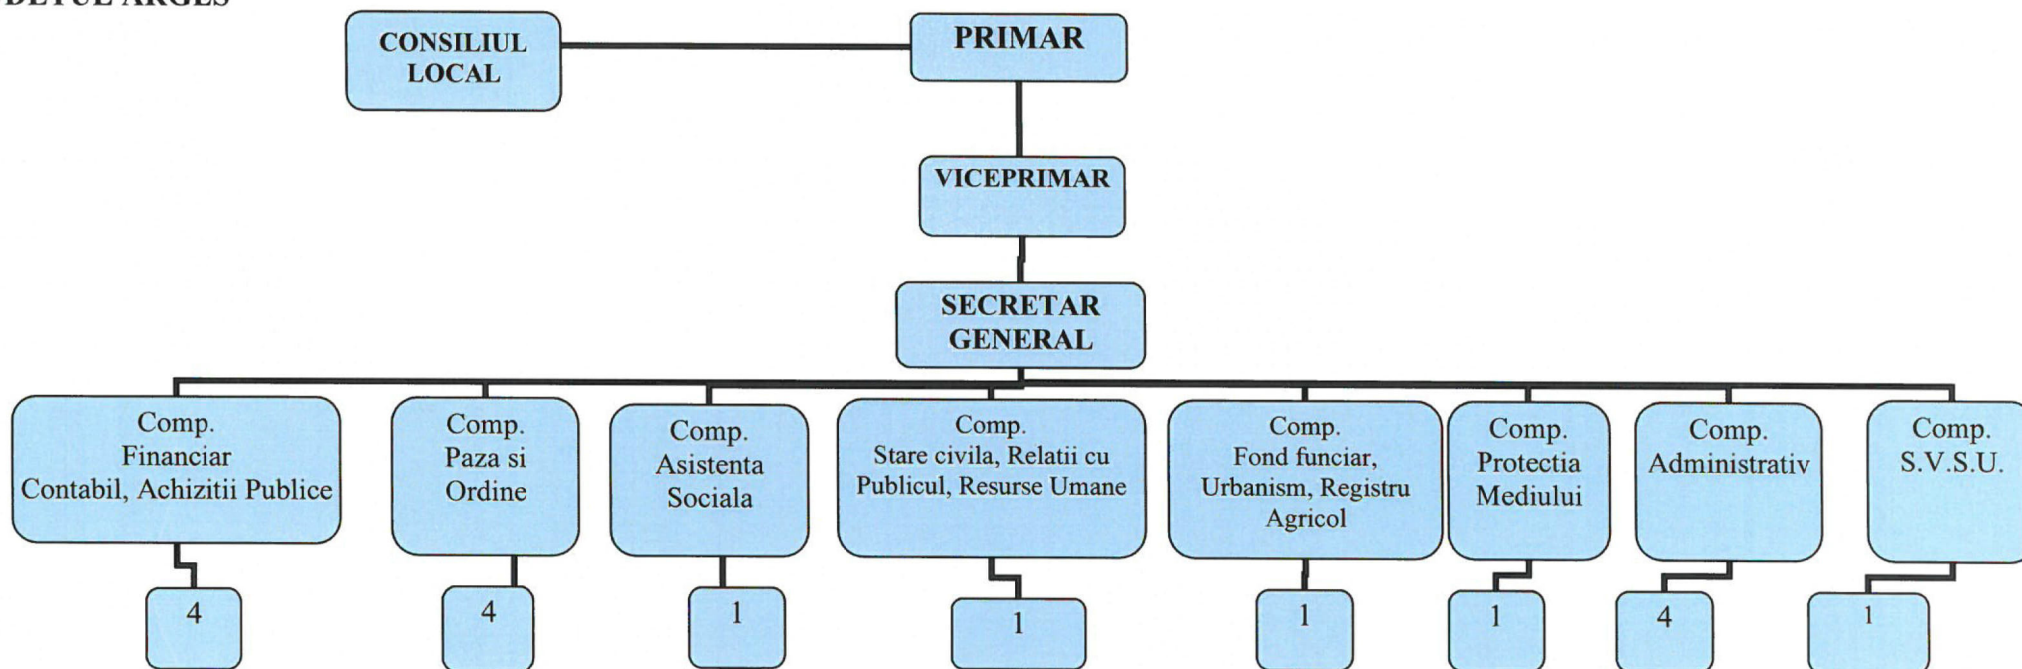 CONSILIUL
LOCAL
PRIMAR
VICEPRIMAR
SECRETAR
GENERAL
Comp.
Financiar
Contabil, Achizitii Publice
Comp.
Paza si
Ordine
Comp.
Asistenta
Sociala
Comp.
Stare civila, Relatii cu
Publicul, Resurse Umane
Comp.
Fond funciar,
Urbanism, Registru
Agricol
Comp.
Protectia
Mediului
Comp.
Administrativ
Comp.
S.V.S.U.
4
4
1
1
1
1
4
1